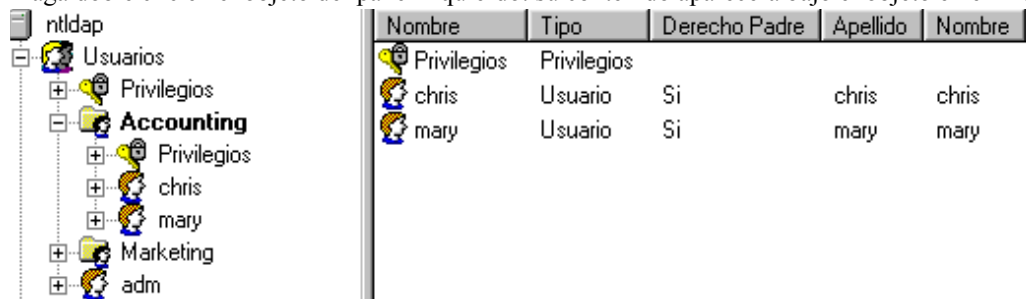 ntldap
Usuarios
Privilegios
Accounting
Privilegios
chris
mary
Marketing
adm
Nombre Tipo Derecho Padre Apellido Nombre
Privilegios Privilegios
chris Usuario Si chris chris
mary Usuario Si mary mary